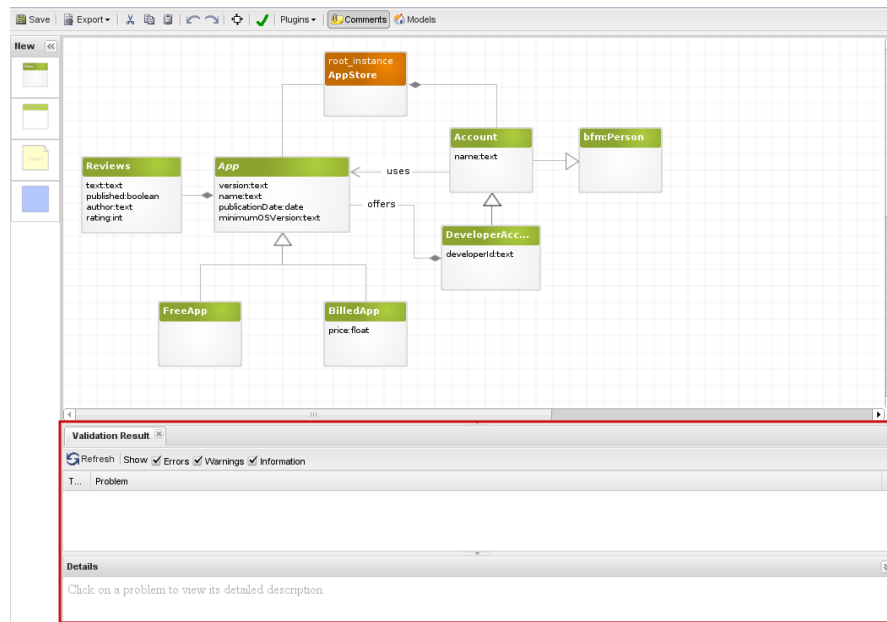 Save Export Plugins Comments Models
New
root_instance
AppStore
Account
name:text
bfm:Person
Reviews
text:text
published:boolean
author:text
rating:int
App
version:text
name:text
publicationDate:date
minimumOSVersion:text
uses
offers
DeveloperAcc...
developerId:text
FreeApp
BilledApp
price:float
Validation Result
Refresh Show Errors Warnings Information
T... Problem
Details
Click on a problem to view its detailed description.